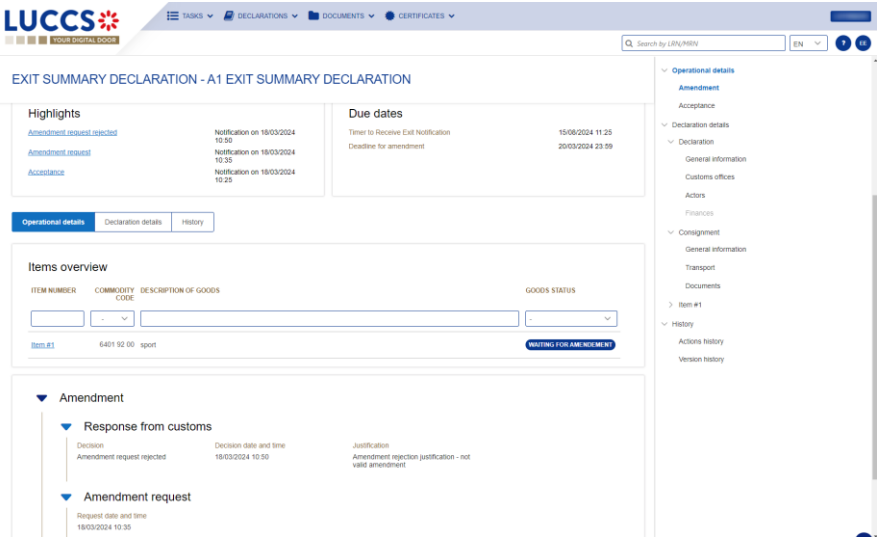 LUCCS
YOUR DIGITAL DOOR
TASKS DECLARATIONS DOCUMENTS CERTIFICATES
Search by LRN/MRN EN ? EE
EXIT SUMMARY DECLARATION - A1 EXIT SUMMARY DECLARATION
Highlights
Amendment request rejected Notification on 18/03/2024
10:50
Amendment request Notification on 18/03/2024
10:35
Acceptance Notification on 18/03/2024
10:25
Due dates
Timer to Receive Exit Notification 15/08/2024 11:25
Deadline for amendment 20/03/2024 23:59
Operational details Declaration details History
Items overview
ITEM NUMBER COMMODITY CODE DESCRIPTION OF GOODS GOODS STATUS
- -
Item #1 6401 92 00 sport WAITING FOR AMENDEMENT
Amendment
Response from customs
Decision Decision date and time Justification
Amendment request rejected 18/03/2024 10:50 Amendment rejection justification - not
valid amendment
Amendment request
Request date and time
18/03/2024 10:35
Operational details
Amendment
Acceptance
Declaration details
Declaration
General information
Customs offices
Actors
Finances
Consignment
General information
Transport
Documents
Item #1
History
Actions history
Version history